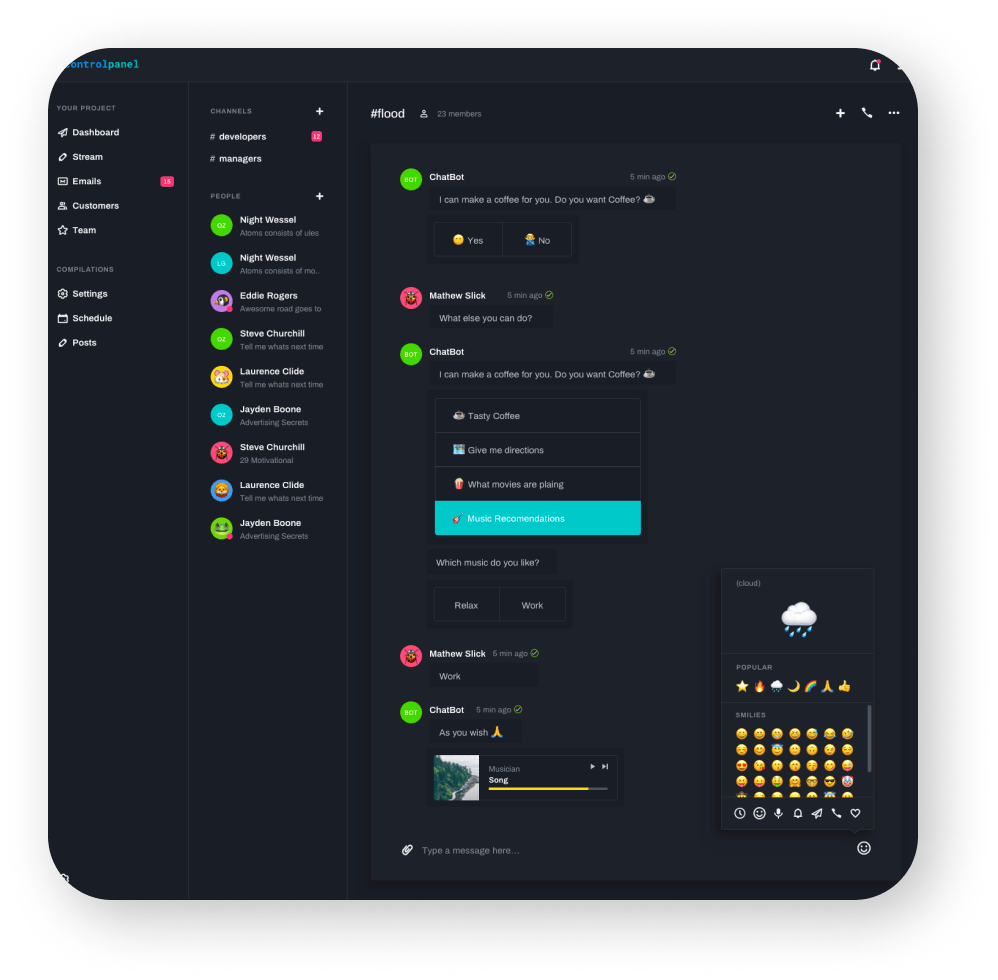 ontrolpanel
YOUR PROJECT
Dashboard
Stream
Emails 15
Customers
Team
COMPILATIONS
Settings
Schedule
Posts
CHANNELS
# developers 12
# managers
PEOPLE
OZ
Night Wessel
Atoms consists of ules
LG
Night Wessel
Atoms consists of mo..
Eddie Rogers
Awesome road goes to
OZ
Steve Churchill
Tell me whats next time
Laurence Clide
Tell me whats next time
OZ
Jayden Boone
Advertising Secrets
Steve Churchill
29 Motivational
Laurence Clide
Tell me whats next time
Jayden Boone
Advertising Secrets
#flood 23 members
BOT
ChatBot 5 min ago
I can make a coffee for you. Do you want Coffee? ☕
😶 Yes 🤷‍♂️ No
Mathew Slick 5 min ago
What else you can do?
BOT
ChatBot 5 min ago
I can make a coffee for you. Do you want Coffee? ☕
☕ Tasty Coffee
🗺️ Give me directions
🍿 What movies are plaing
🎸 Music Recomendations
Which music do you like?
Relax Work
Mathew Slick 5 min ago
Work
BOT
ChatBot 5 min ago
As you wish 🙏
Musician
Song
Type a message here...
(cloud)
POPULAR
SMILIES